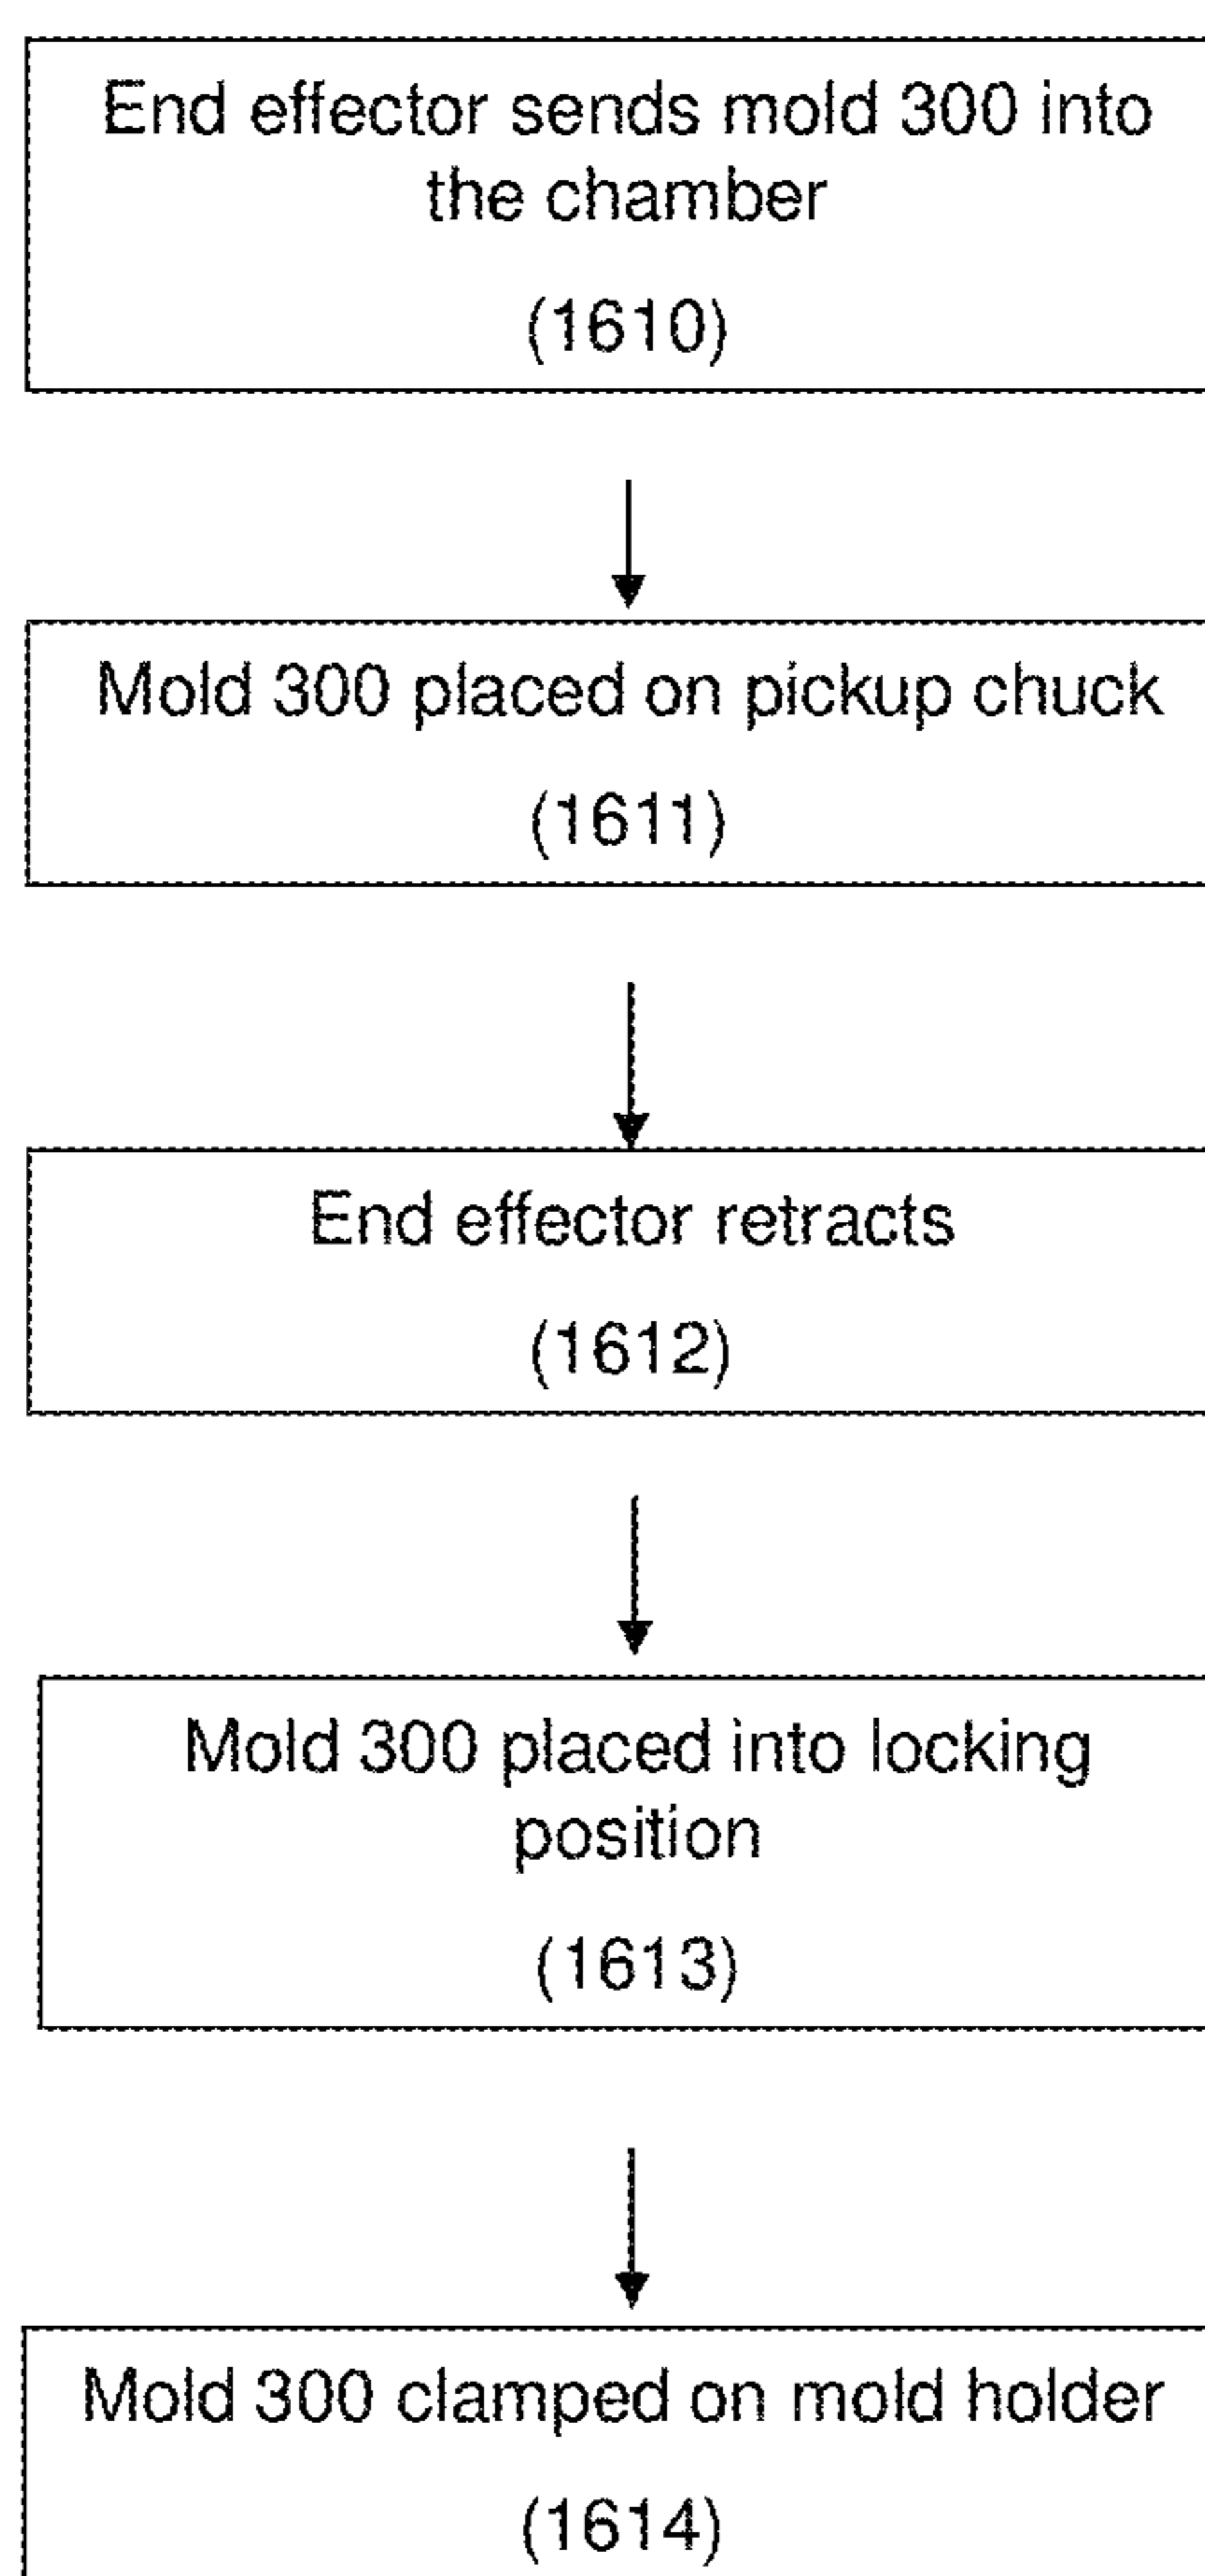 End effector sends mold 300 into
the chamber
(1610)
Mold 300 placed on pickup chuck
(1611)
End effector retracts
(1612)
Mold 300 placed into locking
position
(1613)
Mold 300 clamped on mold holder
(1614)